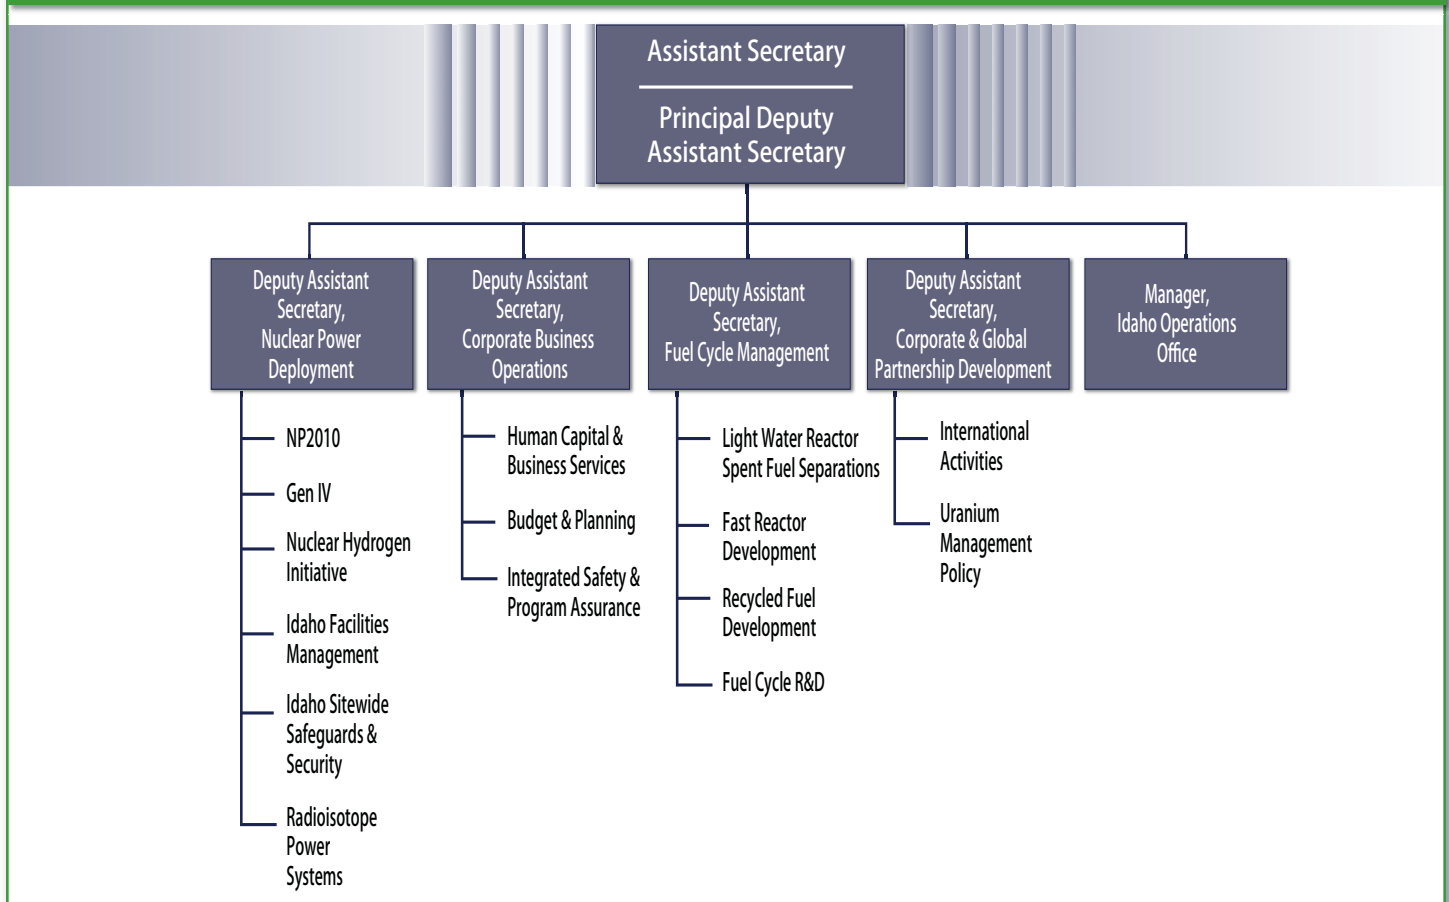 Assistant Secretary
Principal Deputy
Assistant Secretary
Deputy Assistant
Secretary,
Nuclear Power
Deployment
NP2010
Gen IV
Nuclear Hydrogen
Initiative
Idaho Facilities
Management
Idaho Sitewide
Safeguards &
Security
Radioisotope
Power
Systems
Deputy Assistant
Secretary,
Corporate Business
Operations
Human Capital &
Business Services
Budget & Planning
Integrated Safety &
Program Assurance
Deputy Assistant
Secretary,
Fuel Cycle Management
Light Water Reactor
Spent Fuel Separations
Fast Reactor
Development
Recycled Fuel
Development
Fuel Cycle R&D
Deputy Assistant
Secretary,
Corporate & Global
Partnership Development
International
Activities
Uranium
Management
Policy
Manager,
Idaho Operations
Office